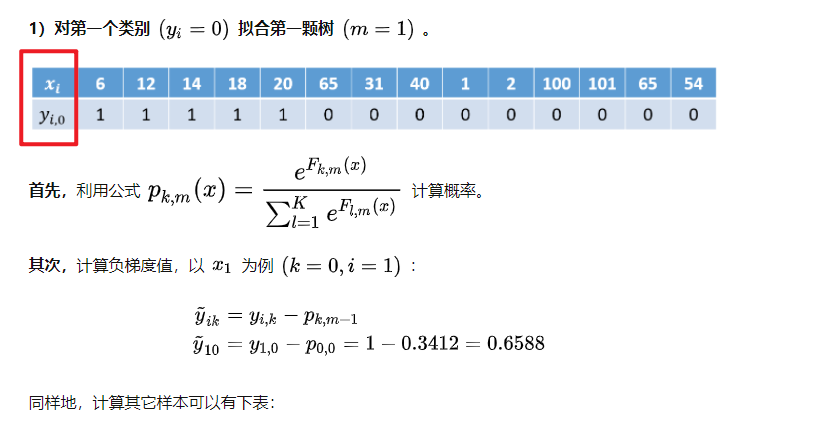 1）对第一个类别 (y_i = 0) 拟合第一颗树 (m = 1) 。
x_i 6 12 14 18 20 65 31 40 1 2 100 101 65 54
y_{i,0} 1 1 1 1 1 0 0 0 0 0 0 0 0 0
首先，利用公式 p_{k,m}(x) = \frac{e^{F_{k,m}(x)}}{\sum_{l=1}^{K} e^{F_{l,m}(x)}} 计算概率。
其次，计算负梯度值，以 x_1 为例 (k = 0, i = 1) ：
\tilde{y}_{ik} = y_{i,k} − p_{k,m−1}
\tilde{y}_{10} = y_{1,0} − p_{0,0} = 1 − 0.3412 = 0.6588
同样地，计算其它样本可以有下表：